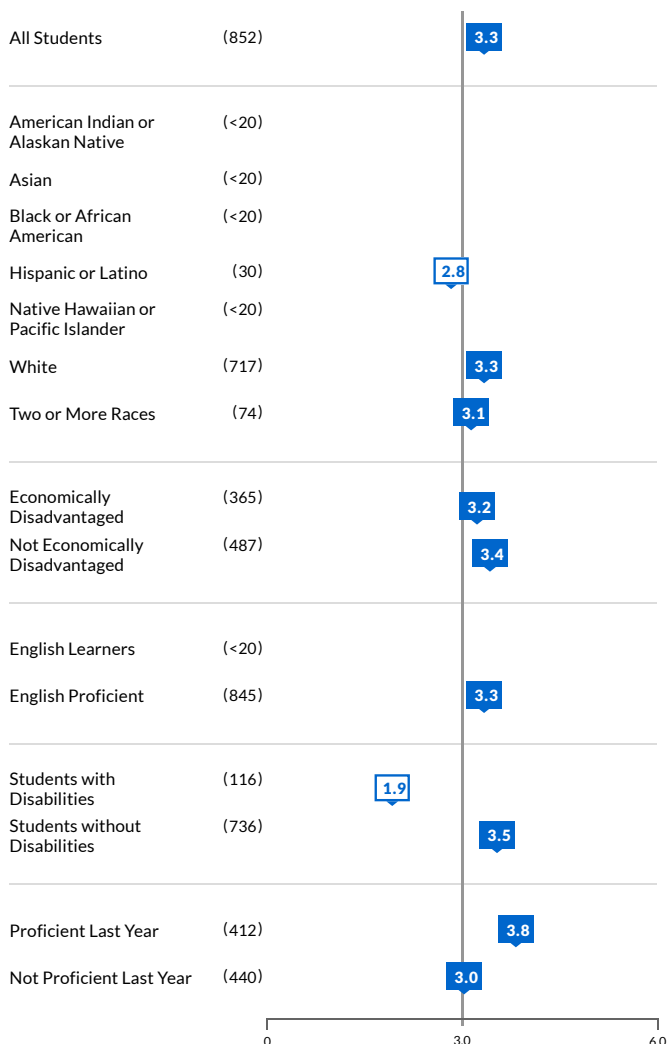 All Students (852) 3.3
American Indian or (<20)
Alaskan Native
Asian (<20)
Black or African (<20)
American
Hispanic or Latino (30) 2.8
Native Hawaiian or (<20)
Pacific Islander
White (717) 3.3
Two or More Races (74) 3.1
Economically (365) 3.2
Disadvantaged
Not Economically (487) 3.4
Disadvantaged
English Learners (<20)
English Proficient (845) 3.3
Students with (116) 1.9
Disabilities
Students without (736) 3.5
Disabilities
Proficient Last Year (412) 3.8
Not Proficient Last Year (440) 3.0
0 3.0 6.0